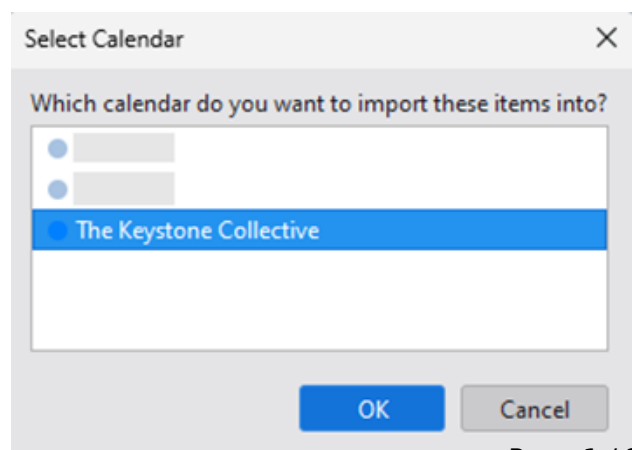 Select Calendar
Which calendar do you want to import these items into?
The Keystone Collective
OK Cancel